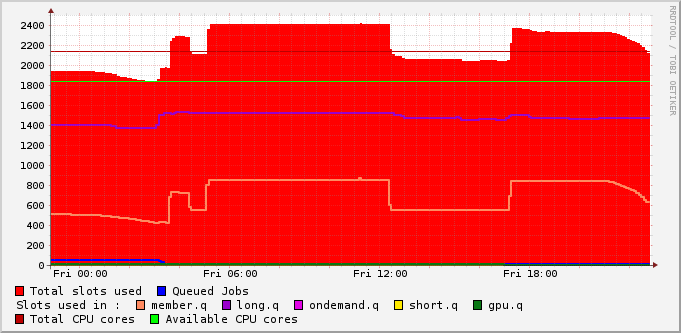 2400
2200
2000
1800
1600
1400
1200
1000
800
600
400
200
0
Fri 00:00 Fri 06:00 Fri 12:00 Fri 18:00
Total slots used Queued Jobs
Slots used in : member.q long.q ondemand.q short.q gpu.q
Total CPU cores Available CPU cores
RRDTOOL / TOBI OETIKER